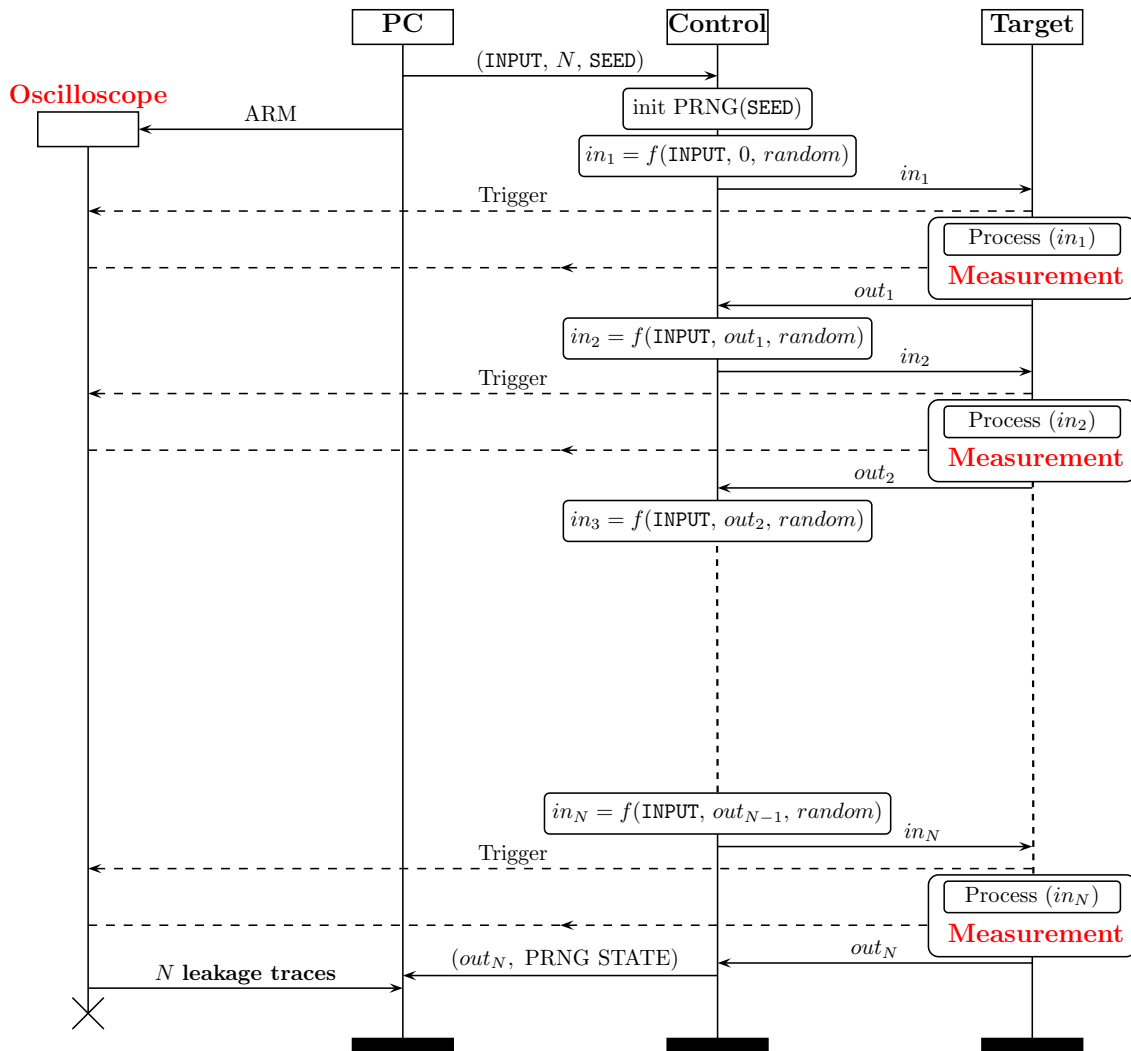 PC
Control
Target
(INPUT, N, SEED)
Oscilloscope
init PRNG(SEED)
ARM
in₁ = f(INPUT, 0, random)
in₁
Trigger
Process (in₁)
Measurement
out₁
in₂ = f(INPUT, out₁, random)
in₂
Trigger
Process (in₂)
Measurement
out₂
in₃ = f(INPUT, out₂, random)
in_N = f(INPUT, out_{N−1}, random)
in_N
Trigger
Process (in_N)
Measurement
out_N
(out_N, PRNG STATE)
N leakage traces